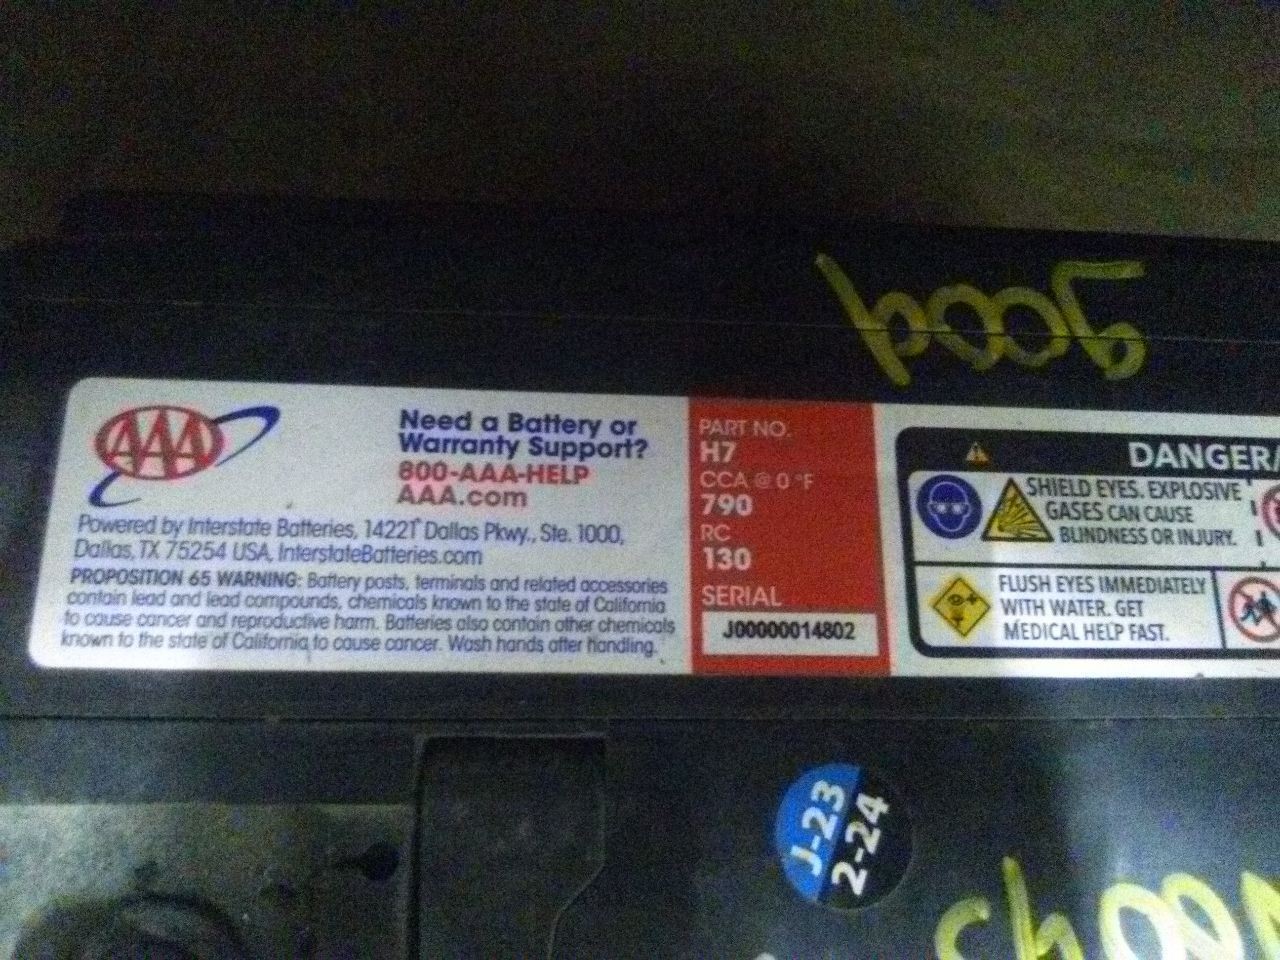 good
AAA
Need a Battery or
Warranty Support?
800-AAA-HELP
AAA.com
Powered by Interstate Batteries, 14221 Dallas Pkwy., Ste. 1000,
Dallas, TX 75254 USA, InterstateBatteries.com
PROPOSITION 65 WARNING: Battery posts, terminals and related accessories
contain lead and lead compounds, chemicals known to the state of California
to cause cancer and reproductive harm. Batteries also contain other chemicals
known to the state of California to cause cancer. Wash hands after handling.
PART NO.
H7
CCA @ 0 °F
790
RC
130
SERIAL
J00000014802
DANGER/
SHIELD EYES. EXPLOSIVE
GASES CAN CAUSE
BLINDNESS OR INJURY.
FLUSH EYES IMMEDIATELY
WITH WATER. GET
MEDICAL HELP FAST.
J-23
2-24